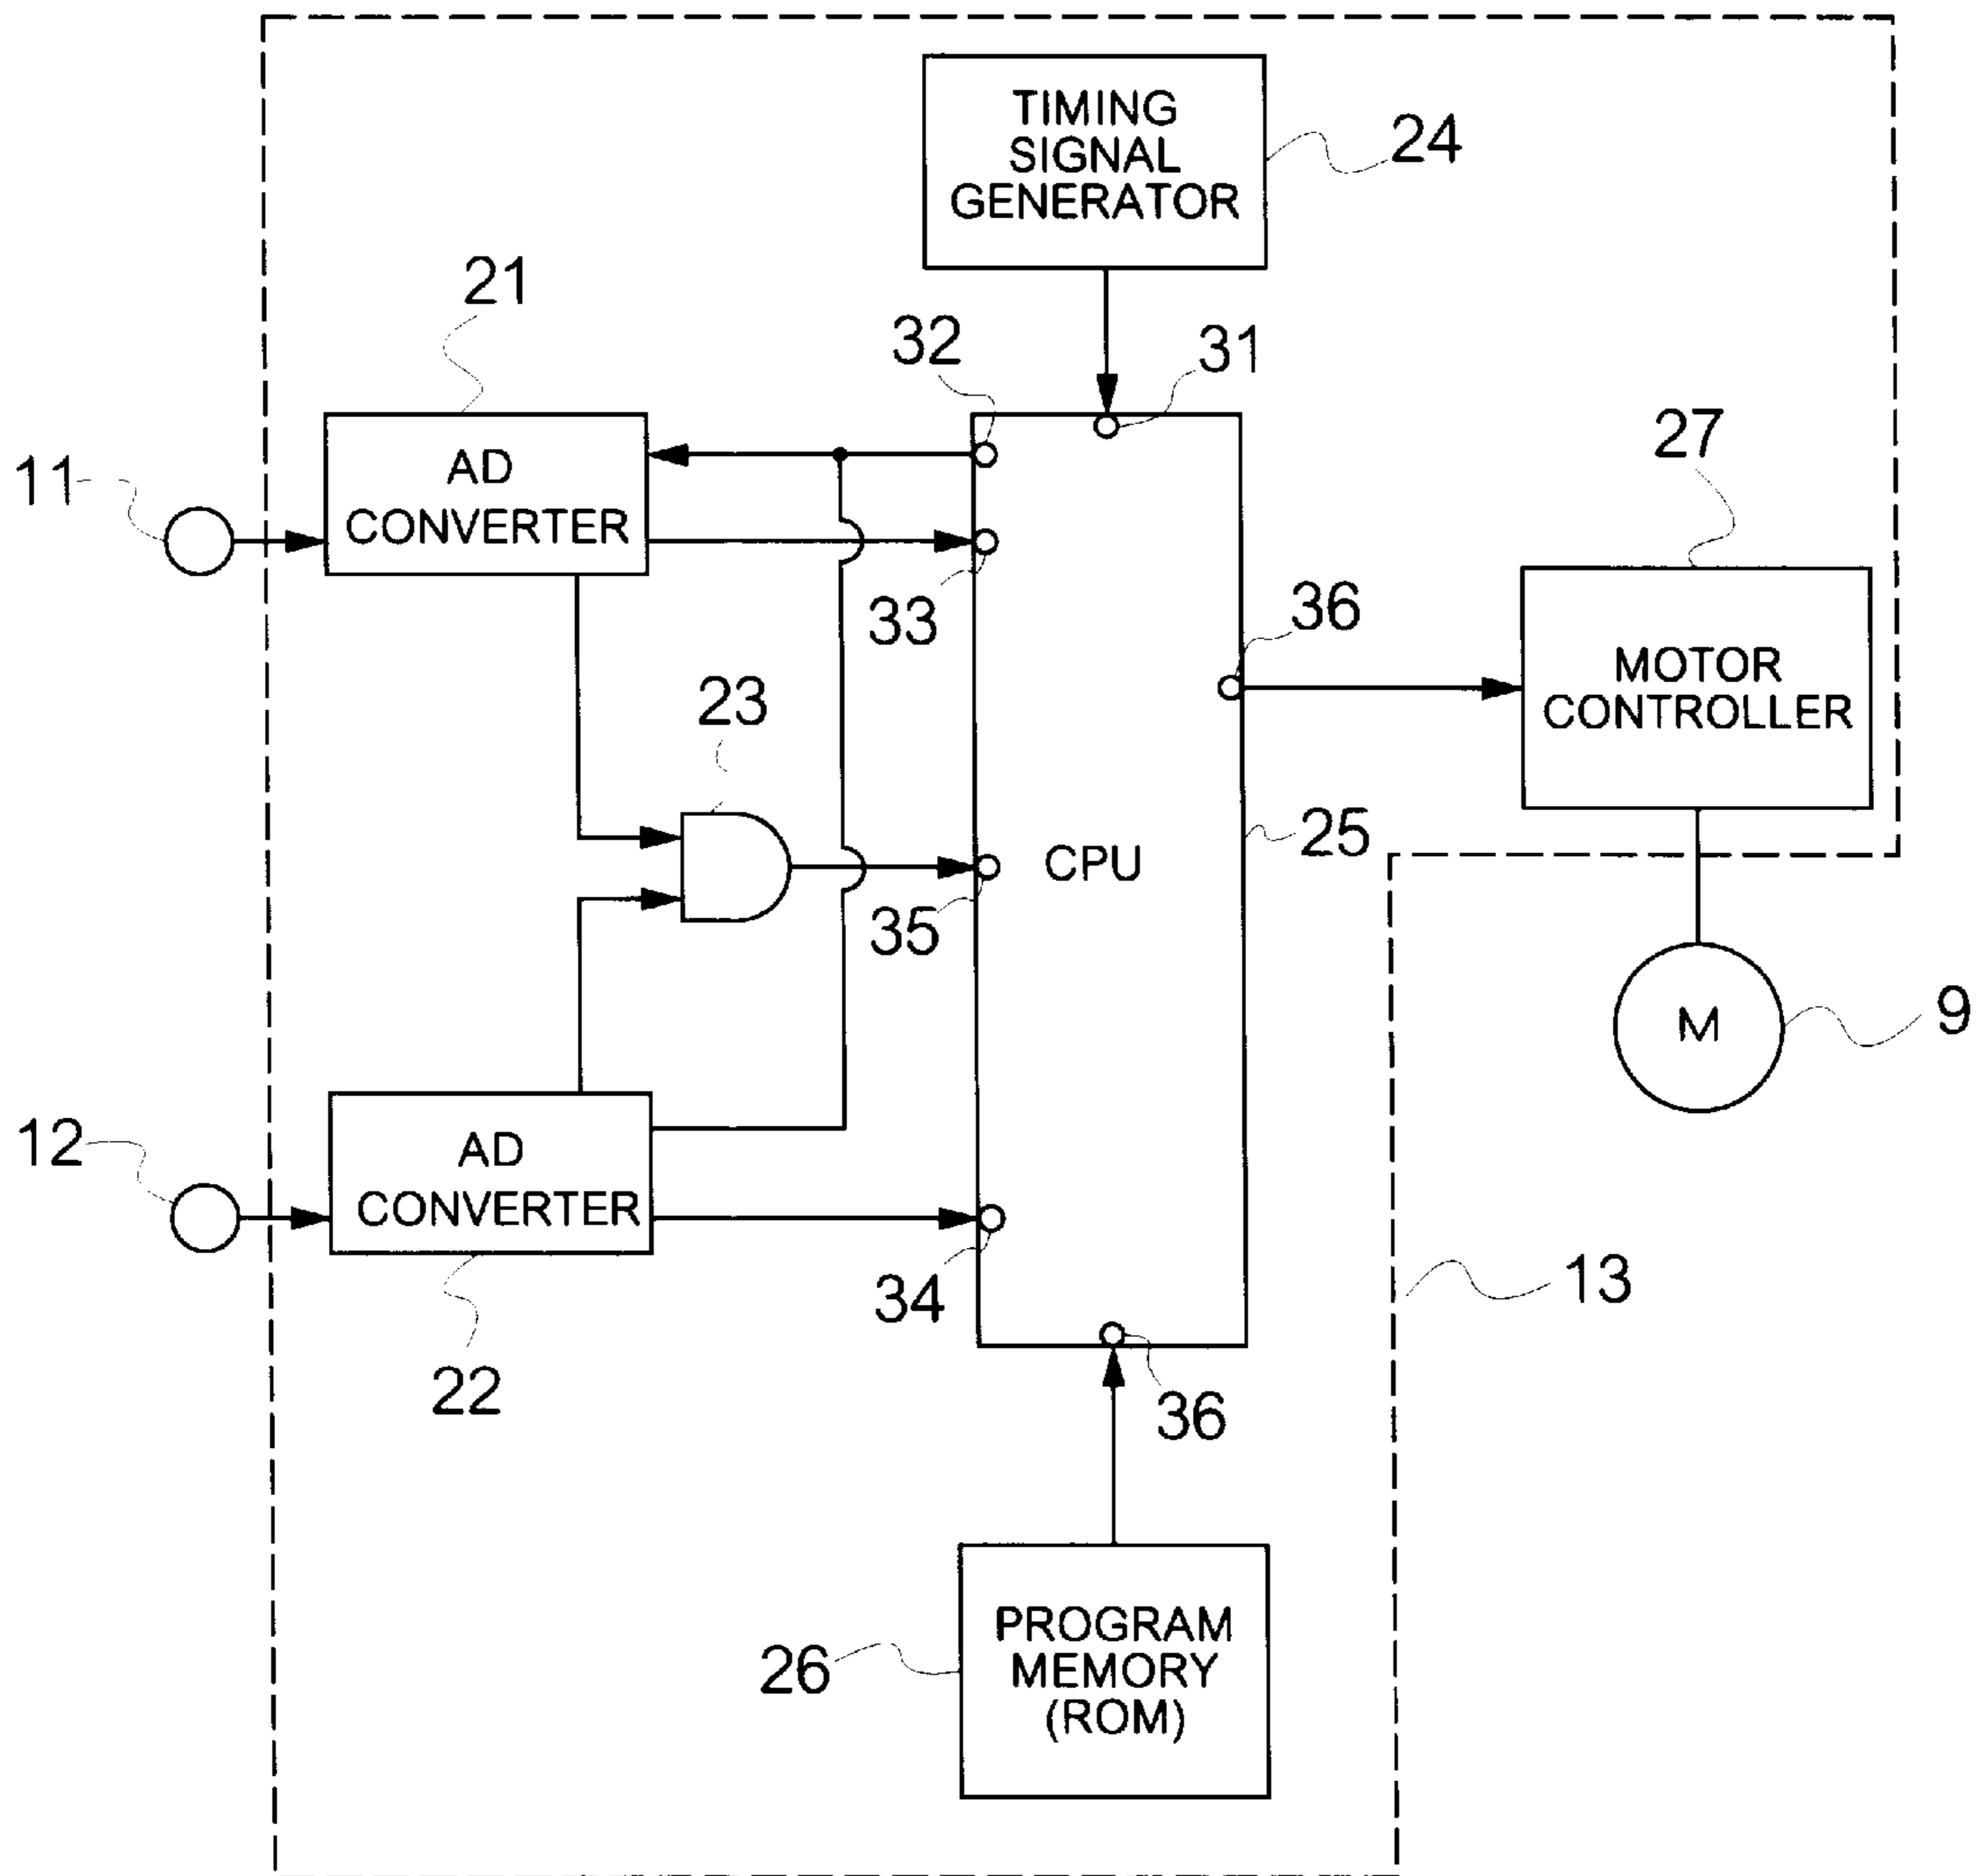 TIMING
SIGNAL
GENERATOR
24
21
32
31
AD
CONVERTER
27
11
33
36
MOTOR
CONTROLLER
23
CPU
25
35
9
M
12
AD
CONVERTER
34
13
22
36
PROGRAM
MEMORY
(ROM)
26